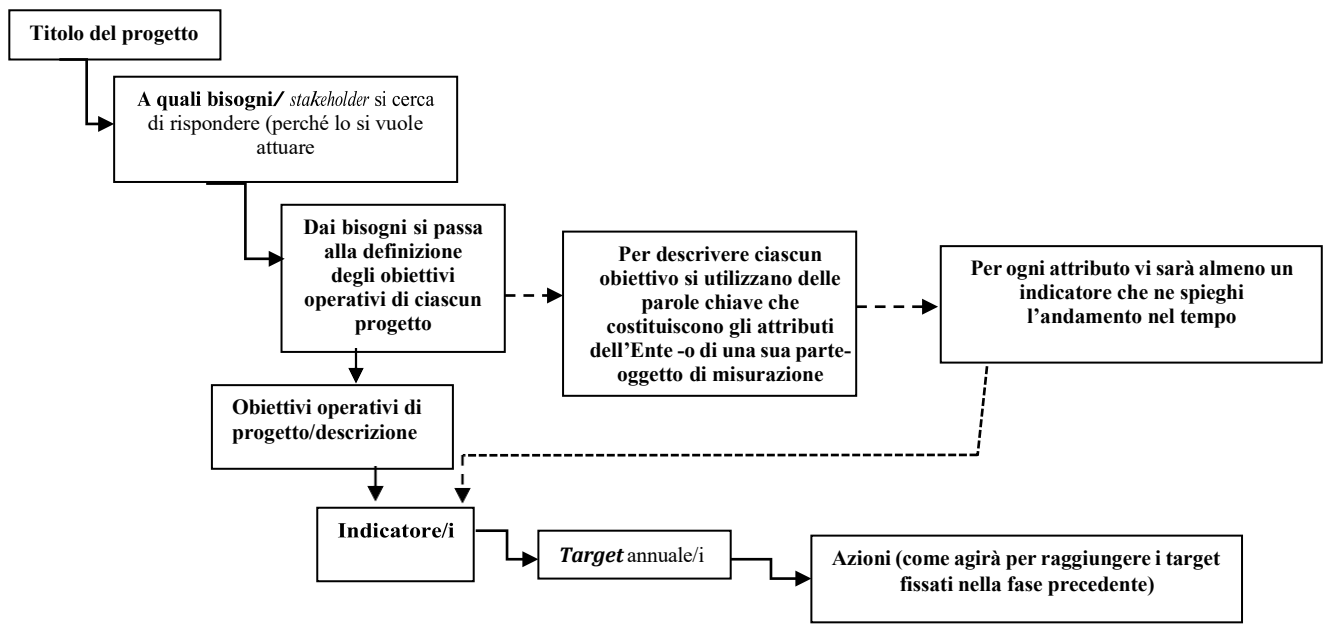 Titolo del progetto
A quali bisogni/ stakeholder si cerca
di rispondere (perché lo si vuole
attuare
Dai bisogni si passa
alla definizione
degli obiettivi
operativi di ciascun
progetto
Per descrivere ciascun
obiettivo si utilizzano delle
parole chiave che
costituiscono gli attributi
dell’Ente -o di una sua parte-
oggetto di misurazione
Per ogni attributo vi sarà almeno un
indicatore che ne spieghi
l’andamento nel tempo
Obiettivi operativi di
progetto/descrizione
Indicatore/i
Target annuale/i
Azioni (come agirà per raggiungere i target
fissati nella fase precedente)